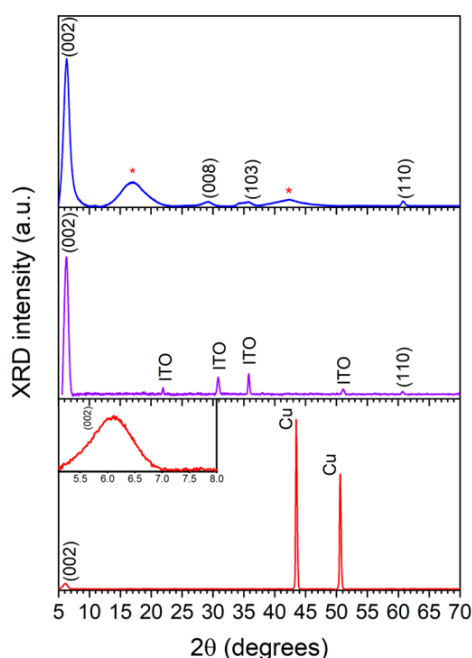 XRD intensity (a.u.)
(002)
*
(008)
(103)
*
(110)
(002)
ITO
ITO
ITO
ITO
(110)
(002)
5.5 6.0 6.5 7.0 7.5 8.0
(002)
Cu
Cu
5 10 15 20 25 30 35 40 45 50 55 60 65 70
2θ (degrees)